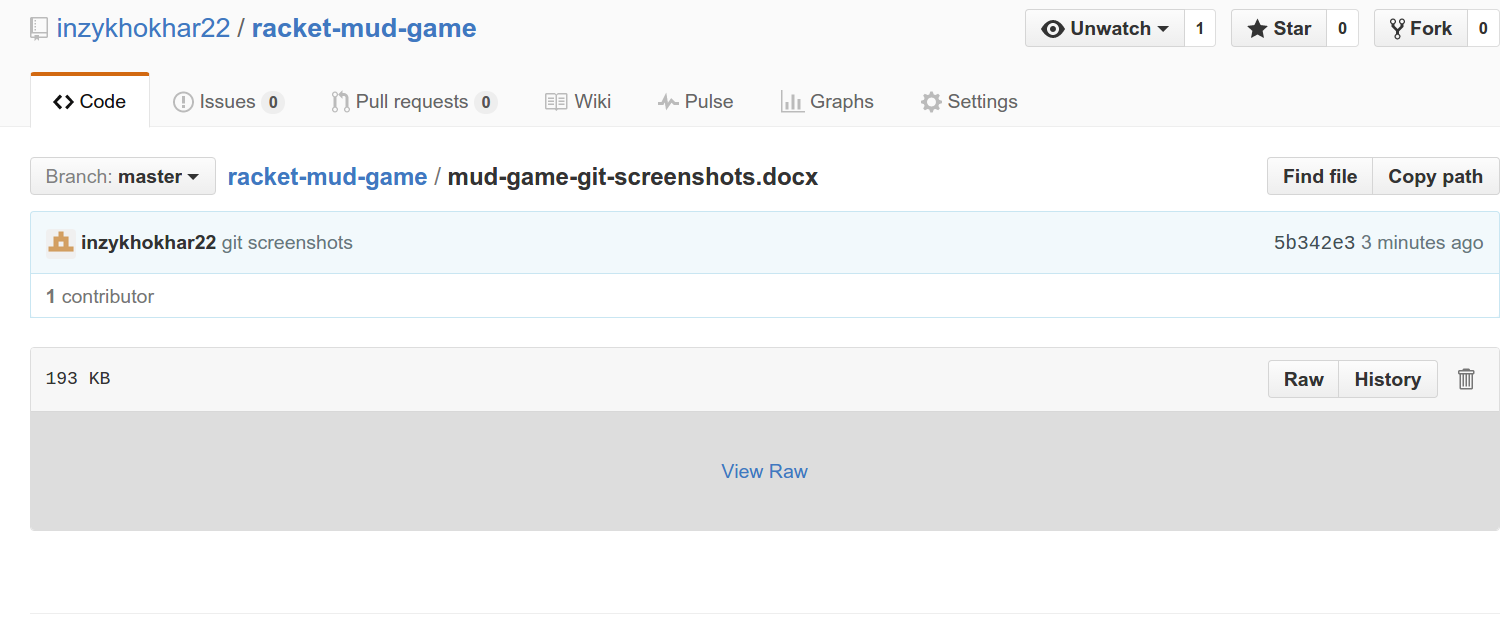 inzykhokhar22 / racket-mud-game Unwatch 1 Star 0 Fork 0
Code Issues 0 Pull requests 0 Wiki Pulse Graphs Settings
Branch: master racket-mud-game / mud-game-git-screenshots.docx Find file Copy path
inzykhokhar22 git screenshots 5b342e3 3 minutes ago
1 contributor
193 KB Raw History
View Raw